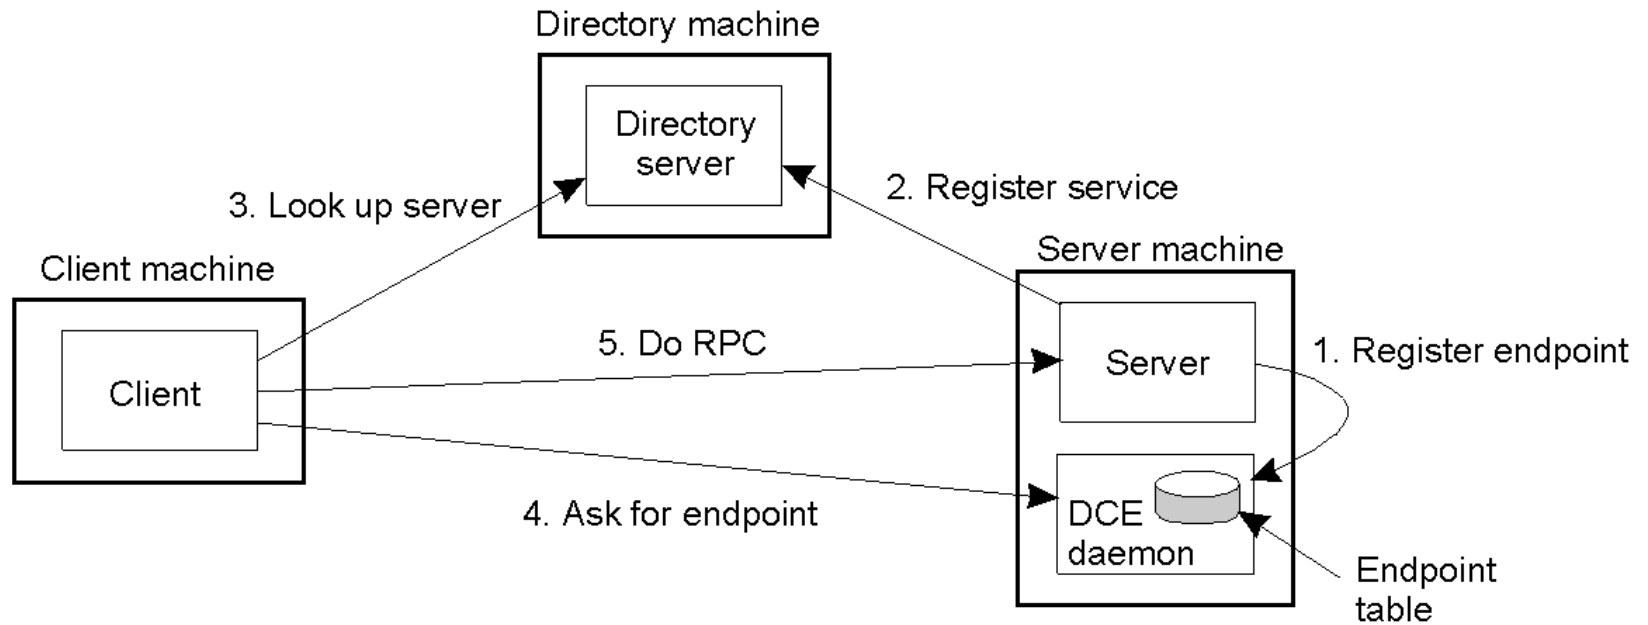 Directory machine
Directory
server
3. Look up server
2. Register service
Client machine
Server machine
Client
5. Do RPC
Server
1. Register endpoint
4. Ask for endpoint
DCE
daemon
Endpoint
table